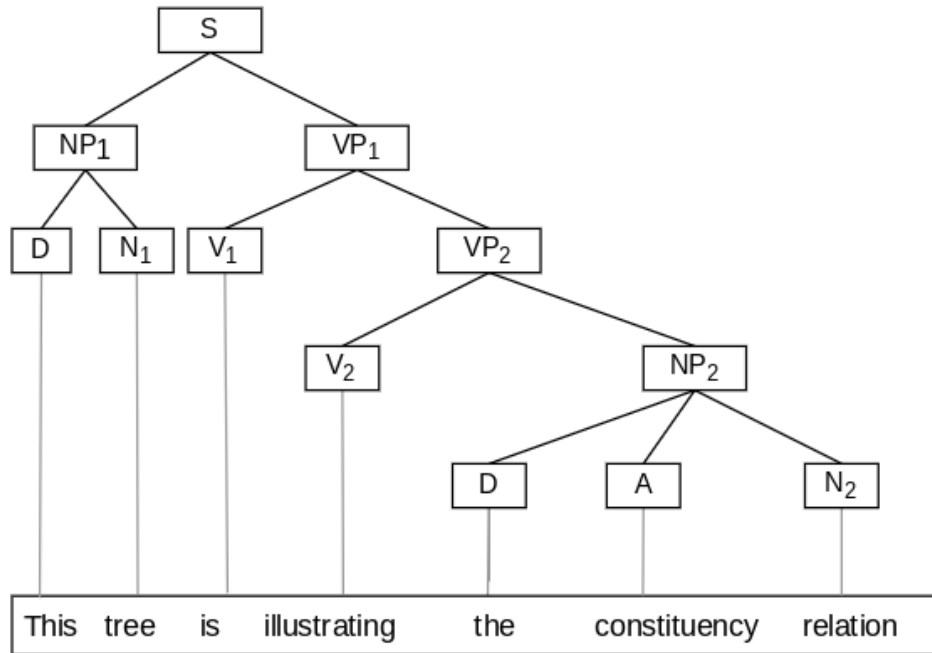 S
NP₁ VP₁
D N₁ V₁ VP₂
V₂ NP₂
D A N₂
This tree is illustrating the constituency relation